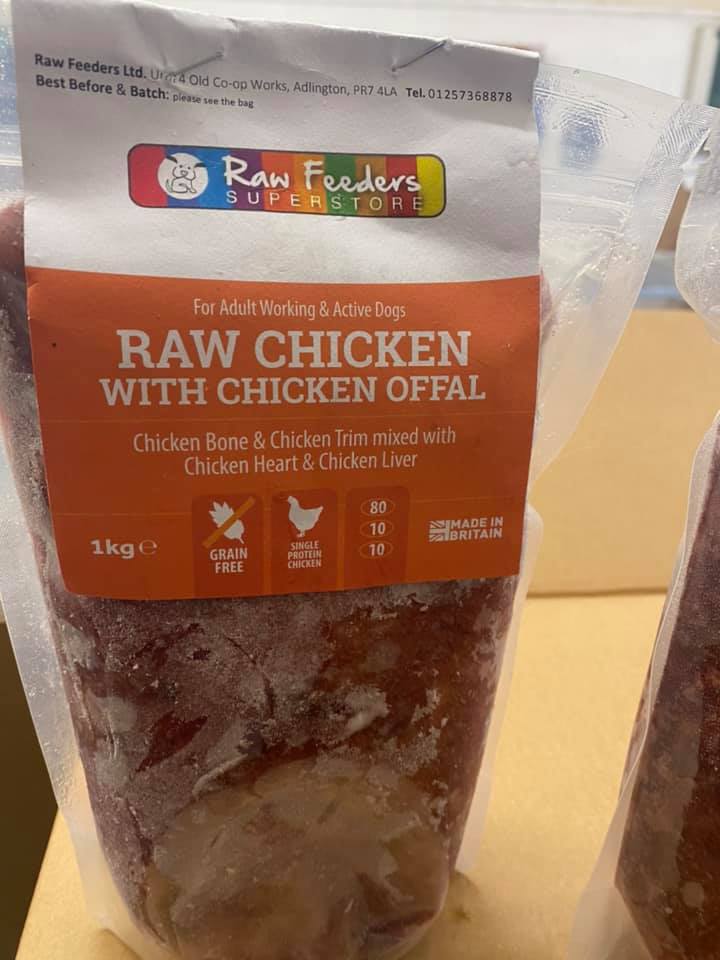 Raw Feeders Ltd. Unit 4 Old Co-op Works, Adlington, PR7 4LA Tel. 01257368878
Best Before & Batch: please see the bag
Raw Feeders
SUPERSTORE
For Adult Working & Active Dogs
RAW CHICKEN
WITH CHICKEN OFFAL
Chicken Bone & Chicken Trim mixed with
Chicken Heart & Chicken Liver
1kg e
GRAIN
FREE
SINGLE
PROTEIN
CHICKEN
80
10
10
MADE IN
BRITAIN